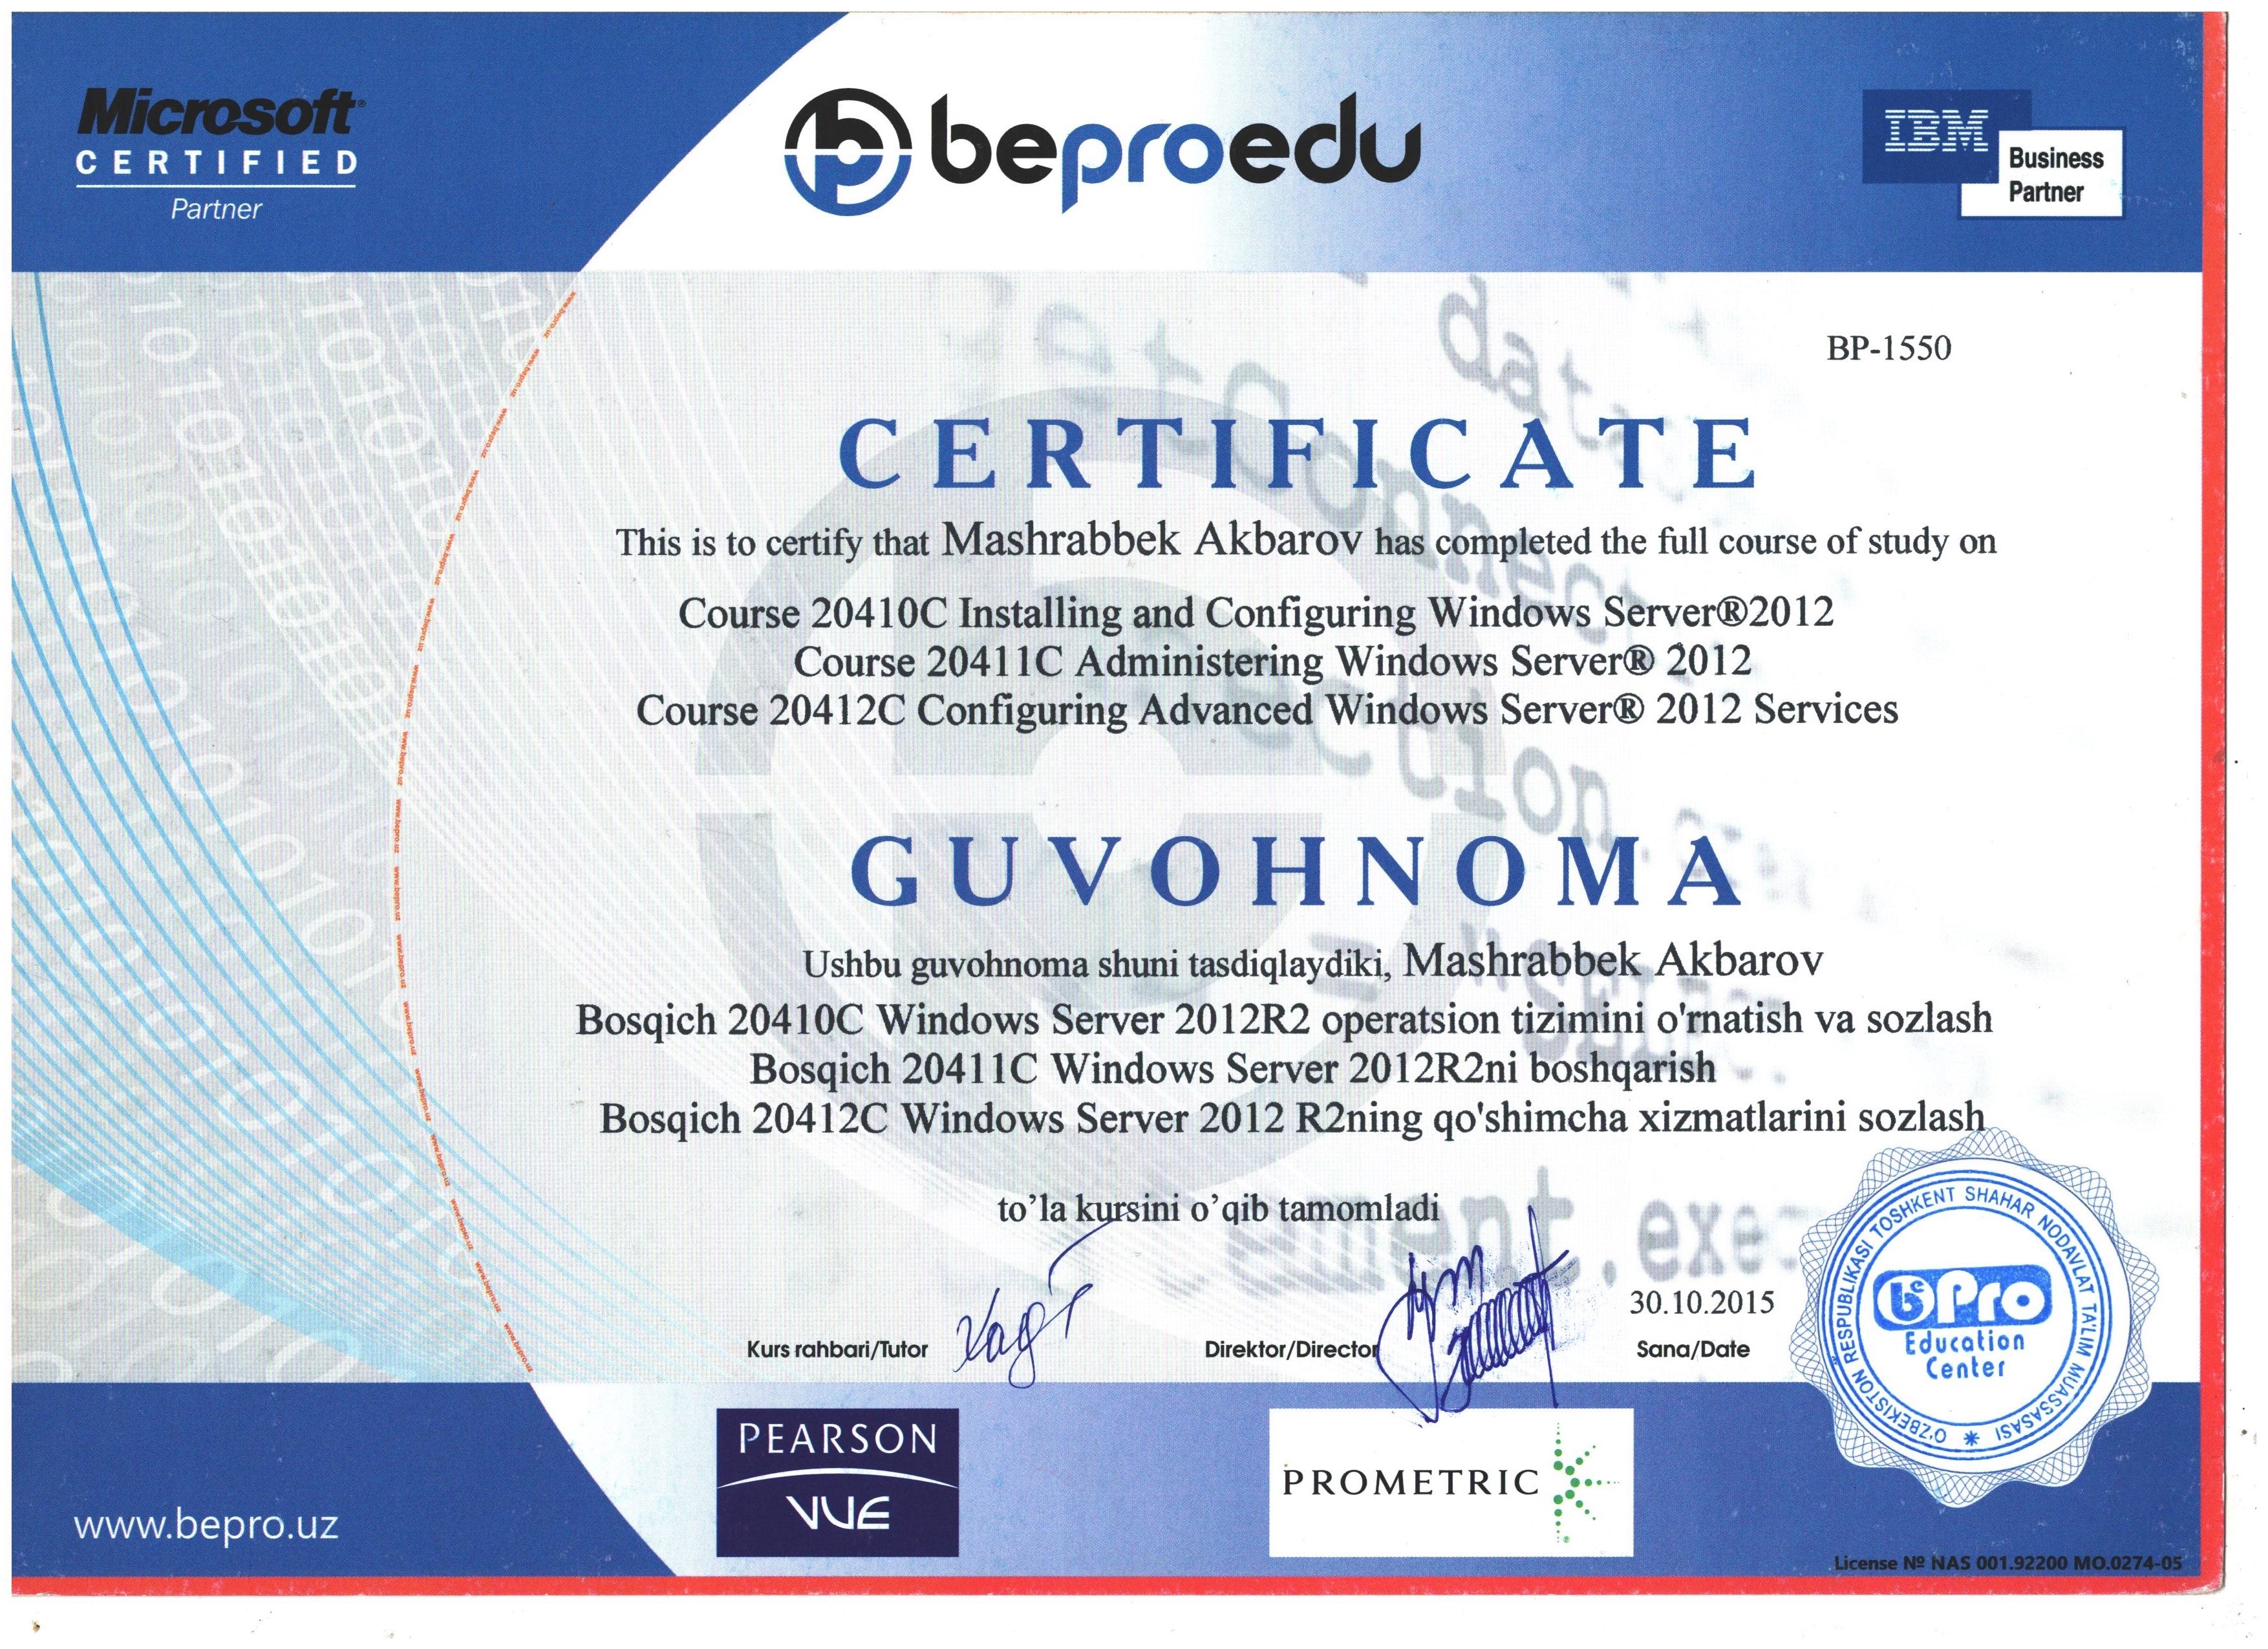 Microsoft®
CERTIFIED
Partner
beproedu
IBM
Business
Partner
BP-1550
CERTIFICATE
This is to certify that Mashrabbek Akbarov has completed the full course of study on
Course 20410C Installing and Configuring Windows Server®2012
Course 20411C Administering Windows Server® 2012
Course 20412C Configuring Advanced Windows Server® 2012 Services
GUVOHNOMA
Ushbu guvohnoma shuni tasdiqlaydiki, Mashrabbek Akbarov
Bosqich 20410C Windows Server 2012R2 operatsion tizimini o'rnatish va sozlash
Bosqich 20411C Windows Server 2012R2ni boshqarish
Bosqich 20412C Windows Server 2012 R2ning qo'shimcha xizmatlarini sozlash
to’la kursini o’qib tamomladi
Kurs rahbari/Tutor
Direktor/Director
30.10.2015
Sana/Date
O'ZBEKISTON RESPUBLIKASI TOSHKENT SHAHAR NODAVLAT TA'LIM MUASSASASI
bePro
Education
Center
PEARSON
VUE
PROMETRIC
www.bepro.uz
License № NAS 001.92200 MO.0274-05